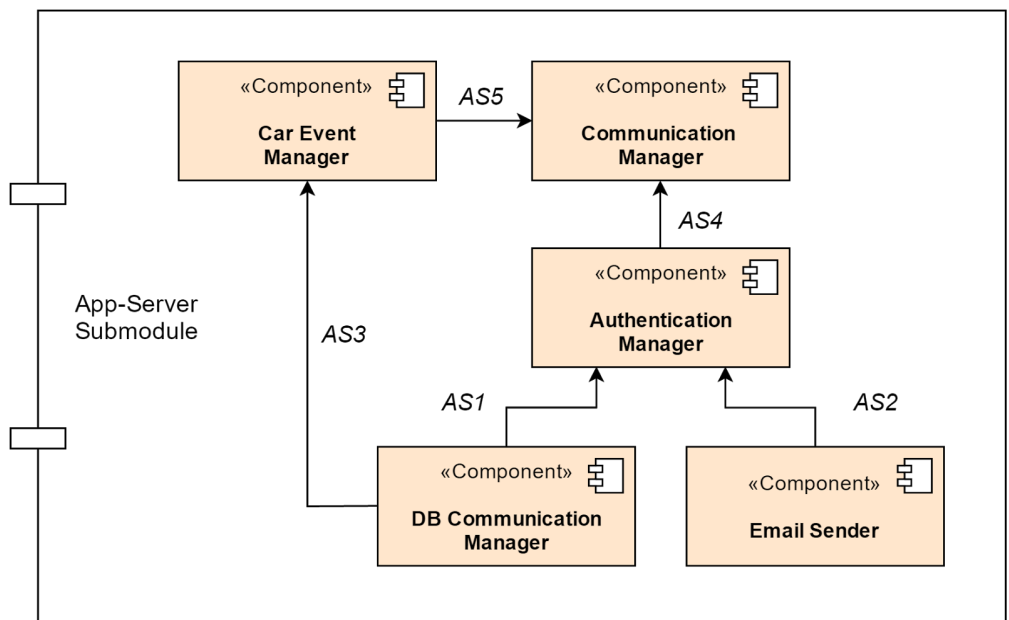 «Component»
Car Event
Manager
AS5
«Component»
Communication
Manager
AS4
«Component»
Authentication
Manager
App-Server
Submodule
AS3
AS1
AS2
«Component»
DB Communication
Manager
«Component»
Email Sender